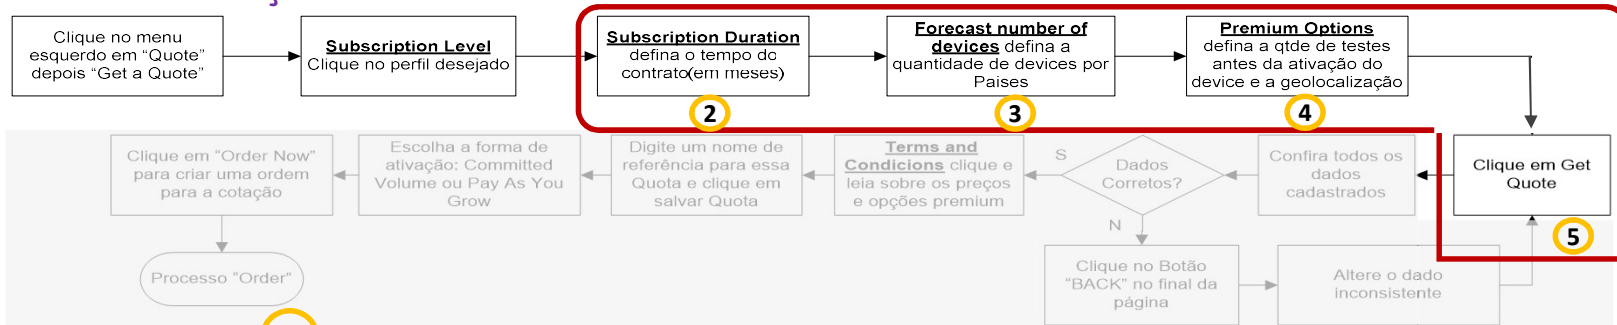 Clique no menu
esquerdo em “Quote”
depois “Get a Quote”
Subscription Level
Clique no perfil desejado
Subscription Duration
defina o tempo do
contrato(em meses)
2
Forecast number of
devices defina a
quantidade de devices por
Paises
3
Premium Options
defina a qtde de testes
antes da ativação do
device e a geolocalização
4
Clique em Get
Quote
5
Confira todos os
dados
cadastrados
Dados
Corretos?
S
N
Terms and
Condicions clique e
leia sobre os preços
e opções premium
Digite um nome de
referência para essa
Quota e clique em
salvar Quota
Escolha a forma de
ativação: Committed
Volume ou Pay As You
Grow
Clique em “Order Now”
para criar uma ordem
para a cotação
Processo “Order”
Clique no Botão
“BACK” no final da
página
Altere o dado
inconsistente